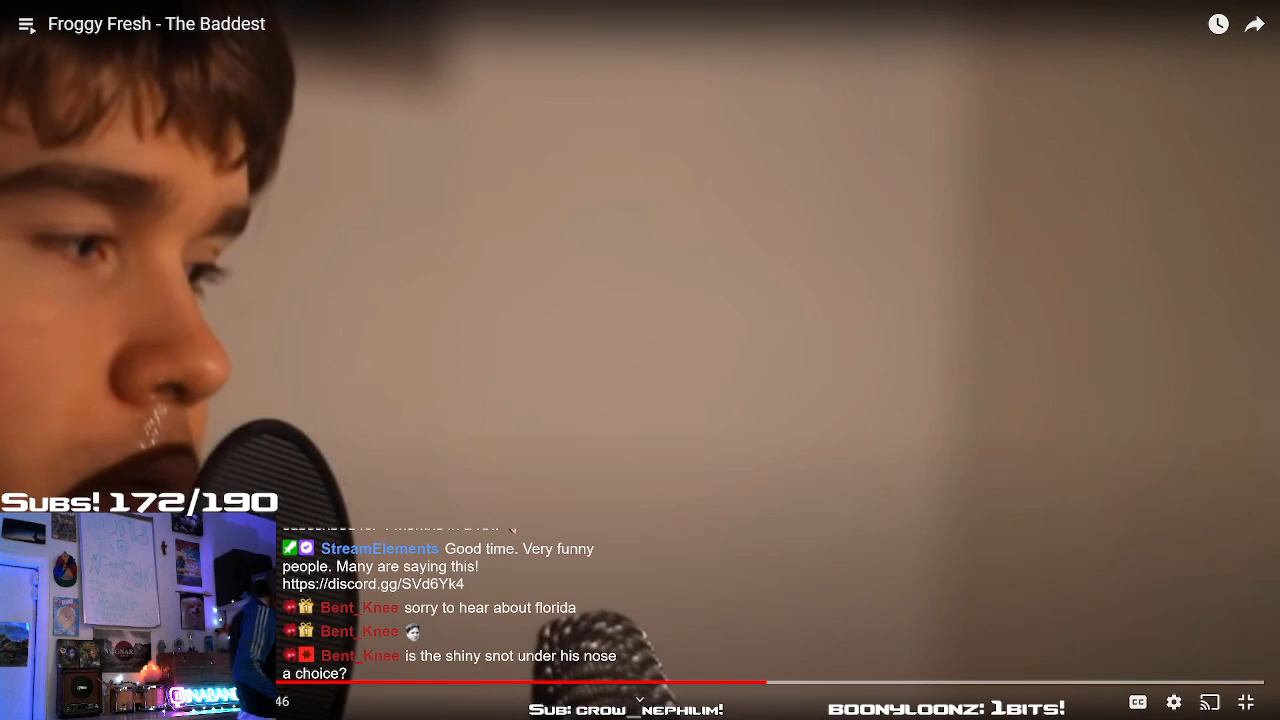 Froggy Fresh - The Baddest
Subs! 172/190
StreamElements Good time. Very funny
people. Many are saying this!
https://discord.gg/SVd6Yk4
Bent_Knee sorry to hear about florida
Bent_Knee
Bent_Knee is the shiny snot under his nose
a choice?
46
CC
Sub: crow_nephilim!
boonyloonz: 1bits!